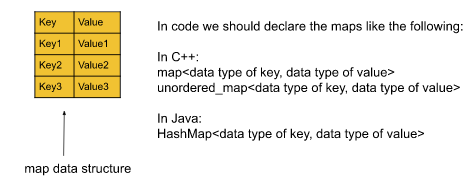 Key Value
Key1 Value1
Key2 Value2
Key3 Value3
map data structure
In code we should declare the maps like the following:
In C++:
map<data type of key, data type of value>
unordered_map<data type of key, data type of value>
In Java:
HashMap<data type of key, data type of value>